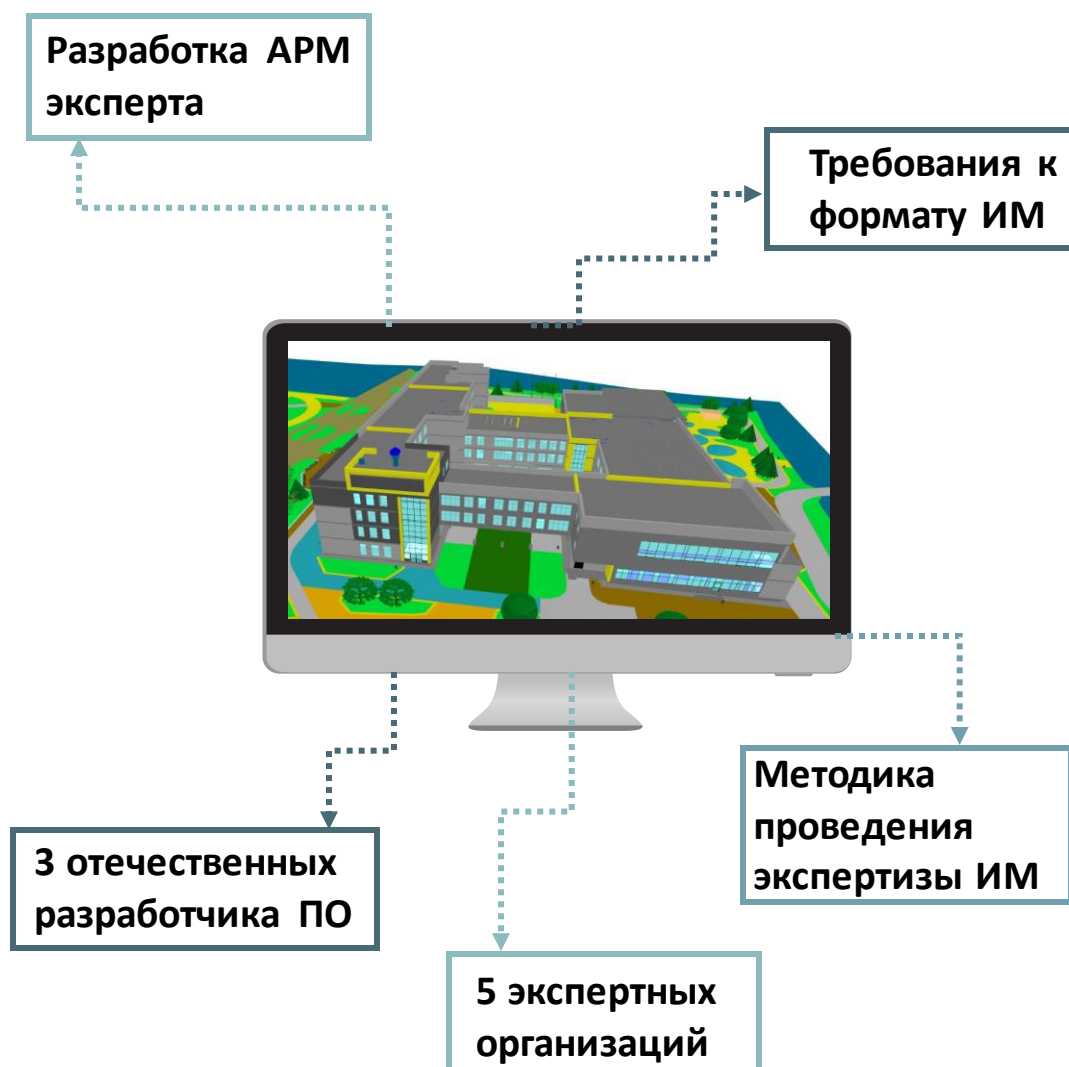 Разработка АРМ
эксперта
Требования к
формату ИМ
Методика
проведения
экспертизы ИМ
3 отечественных
разработчика ПО
5 экспертных
организаций